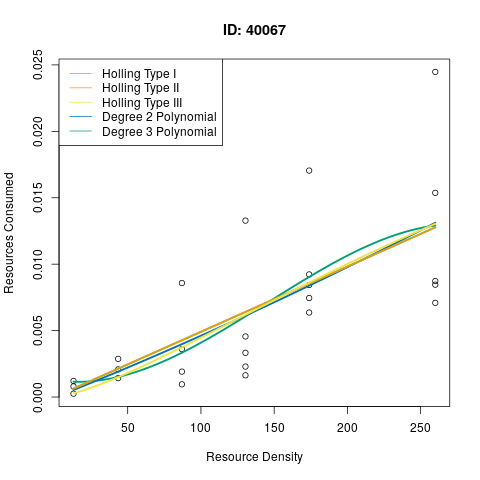 ID: 40067
Holling Type I
Holling Type II
Holling Type III
Degree 2 Polynomial
Degree 3 Polynomial
Resources Consumed
0.025
0.020
0.015
0.010
0.005
0.000
50
100
150
200
250
Resource Density